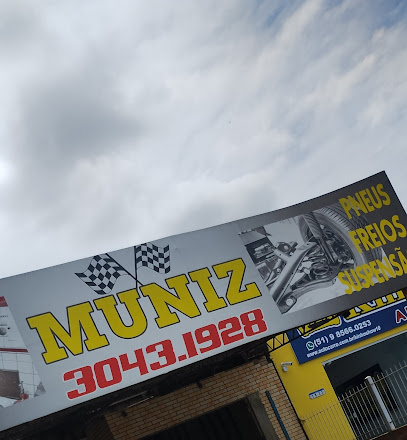 MUNIZ
3043.1928
PNEUS
FREIOS
SUSPENSÃ
(51) 9 8566.0253